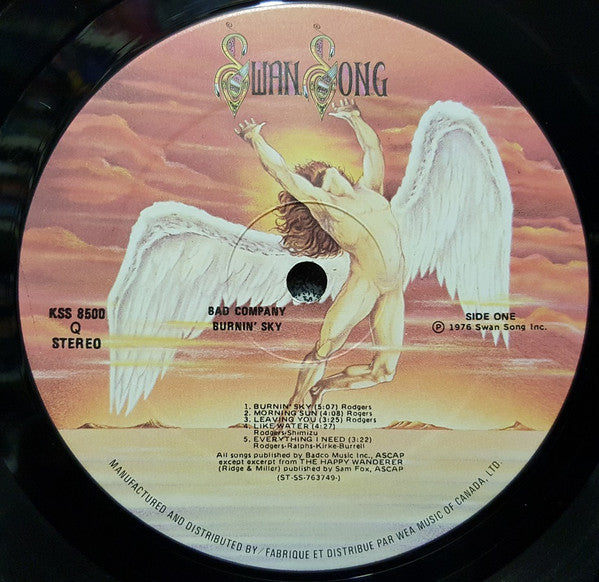 SWAN SONG
KSS 8500
Q
STEREO
BAD COMPANY
BURNIN' SKY
SIDE ONE
Ⓟ 1976 Swan Song Inc.
1. BURNIN' SKY (5:07) Rodgers
2. MORNING SUN (4:08) Rogers
3. LEAVING YOU (3:25) Rodgers
4. LIKE WATER (4:27)
Rodgers-Shimizu
5. EVERYTHING I NEED (3:22)
Rodgers-Ralphs-Kirke-Burrell
All songs published by Badco Music Inc., ASCAP
except excerpt from THE HAPPY WANDERER
(Ridge & Miller) published by Sam Fox, ASCAP
(ST-SS-763749-)
MANUFACTURED AND DISTRIBUTED BY / FABRIQUE ET DISTRIBUE PAR WEA MUSIC OF CANADA, LTD.